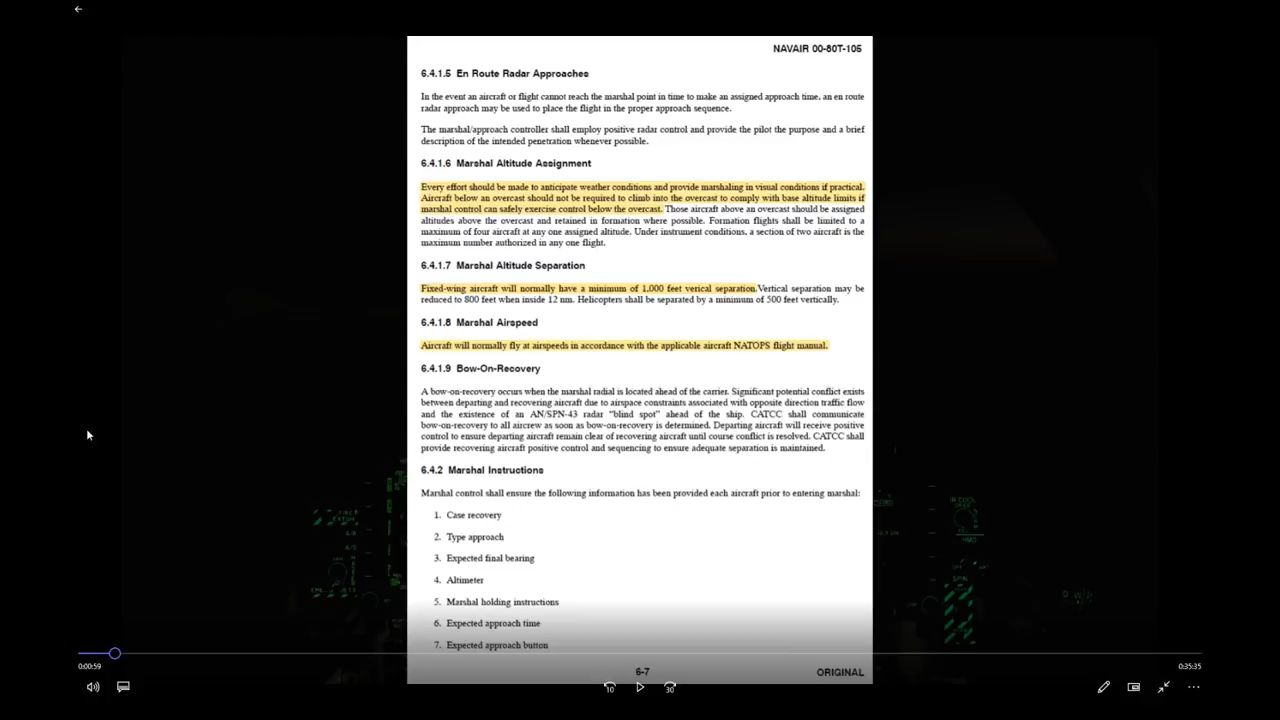 NAVAIR 00-80T-105
6.4.1.5 En Route Radar Approaches
In the event an aircraft or flight cannot reach the marshal point in time to make an assigned approach time, an en route
radar approach may be used to place the flight in the proper approach sequence.
The marshal/approach controller shall employ positive radar control and provide the pilot the purpose and a brief
description of the intended penetration whenever possible.
6.4.1.6 Marshal Altitude Assignment
Every effort should be made to anticipate weather conditions and provide marshaling in visual conditions if practical.
Aircraft below an overcast should not be required to climb into the overcast to comply with base altitude limits if
marshal control can safely exercise control below the overcast. Those aircraft above an overcast should be assigned
altitudes above the overcast and retained in formation where possible. Formation flights shall be limited to a
maximum of four aircraft at any one assigned altitude. Under instrument conditions, a section of two aircraft is the
maximum number authorized in any one flight.
6.4.1.7 Marshal Altitude Separation
Fixed-wing aircraft will normally have a minimum of 1,000 feet verical separation.Vertical separation may be
reduced to 800 feet when inside 12 nm. Helicopters shall be separated by a minimum of 500 feet vertically.
6.4.1.8 Marshal Airspeed
Aircraft will normally fly at airspeeds in accordance with the applicable aircraft NATOPS flight manual.
6.4.1.9 Bow-On-Recovery
A bow-on-recovery occurs when the marshal radial is located ahead of the carrier. Significant potential conflict exists
between departing and recovering aircraft due to airspace constraints associated with opposite direction traffic flow
and the existence of an AN/SPN-43 radar “blind spot” ahead of the ship. CATCC shall communicate
bow-on-recovery to all aircrew as soon as bow-on-recovery is determined. Departing aircraft will receive positive
control to ensure departing aircraft remain clear of recovering aircraft until course conflict is resolved. CATCC shall
provide recovering aircraft positive control and sequencing to ensure adequate separation is maintained.
6.4.2 Marshal Instructions
Marshal control shall ensure the following information has been provided each aircraft prior to entering marshal:
1. Case recovery
2. Type approach
3. Expected final bearing
4. Altimeter
5. Marshal holding instructions
6. Expected approach time
7. Expected approach button
6-7
ORIGINAL
0:00:59
0:35:35
10
30